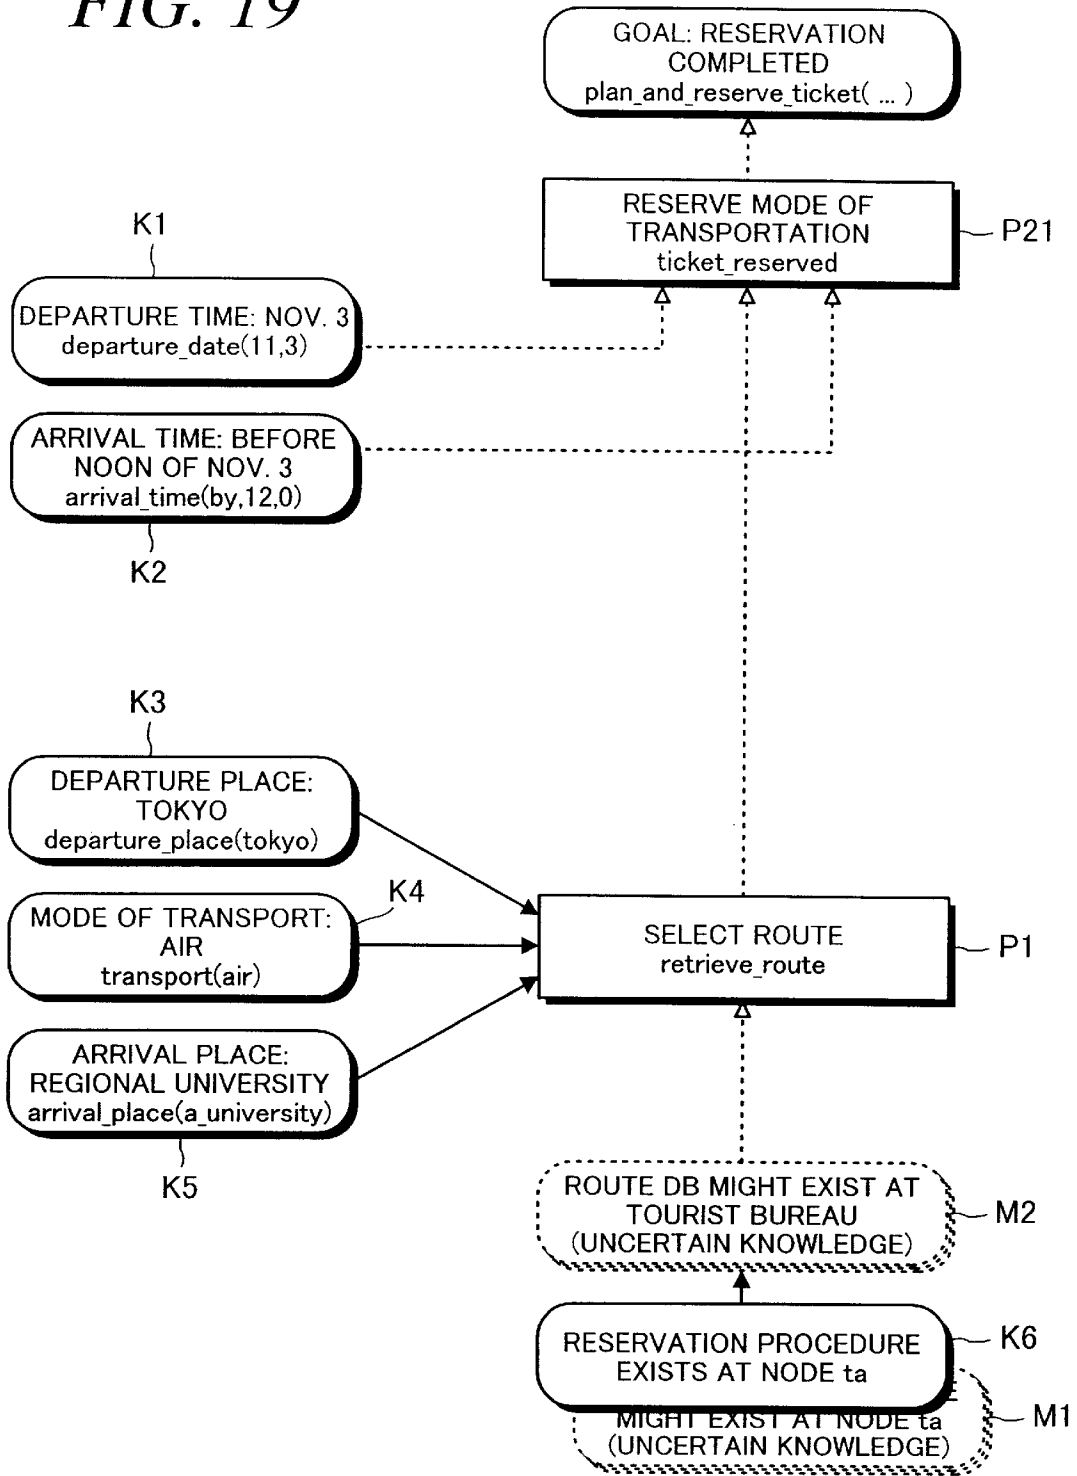 FIG. 19
GOAL: RESERVATION
COMPLETED
plan_and_reserve_ticket( ... )
RESERVE MODE OF
TRANSPORTATION
ticket_reserved
P21
K1
DEPARTURE TIME: NOV. 3
departure_date(11,3)
ARRIVAL TIME: BEFORE
NOON OF NOV. 3
arrival_time(by,12,0)
K2
K3
DEPARTURE PLACE:
TOKYO
departure_place(tokyo)
K4
MODE OF TRANSPORT:
AIR
transport(air)
SELECT ROUTE
retrieve_route
P1
ARRIVAL PLACE:
REGIONAL UNIVERSITY
arrival_place(a_university)
K5
ROUTE DB MIGHT EXIST AT
TOURIST BUREAU
(UNCERTAIN KNOWLEDGE)
M2
RESERVATION PROCEDURE
EXISTS AT NODE ta
K6
MIGHT EXIST AT NODE ta
(UNCERTAIN KNOWLEDGE)
M1